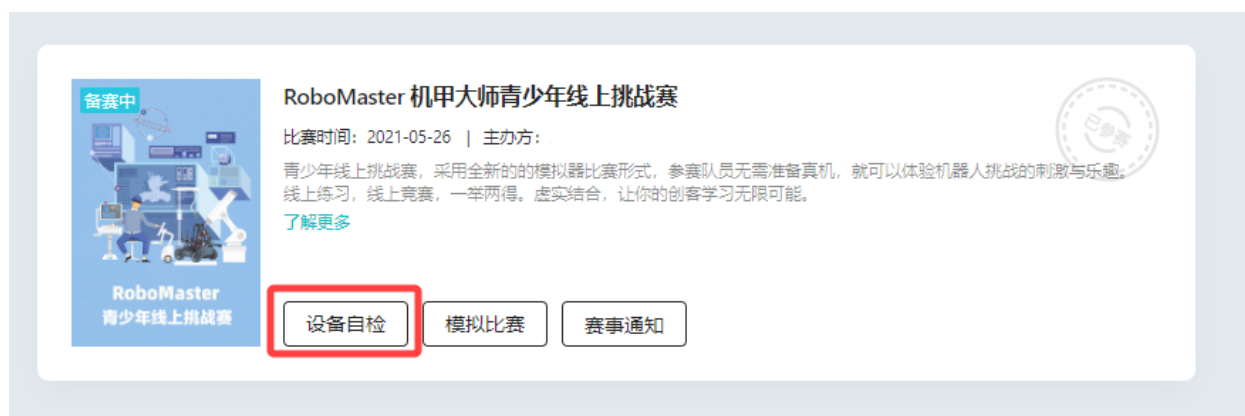 备赛中
RoboMaster
青少年线上挑战赛
RoboMaster 机甲大师青少年线上挑战赛
比赛时间：2021-05-26 | 主办方：
青少年线上挑战赛，采用全新的的模拟器比赛形式，参赛队员无需准备真机，就可以体验机器人挑战的刺激与乐趣。
线上练习，线上竞赛，一举两得。虚实结合，让你的创客学习无限可能。
了解更多
已参赛
设备自检
模拟比赛
赛事通知